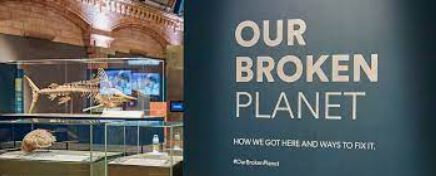 OUR
BROKEN
PLANET
HOW WE GOT HERE AND WAYS TO FIX IT.
#OurBrokenPlanet